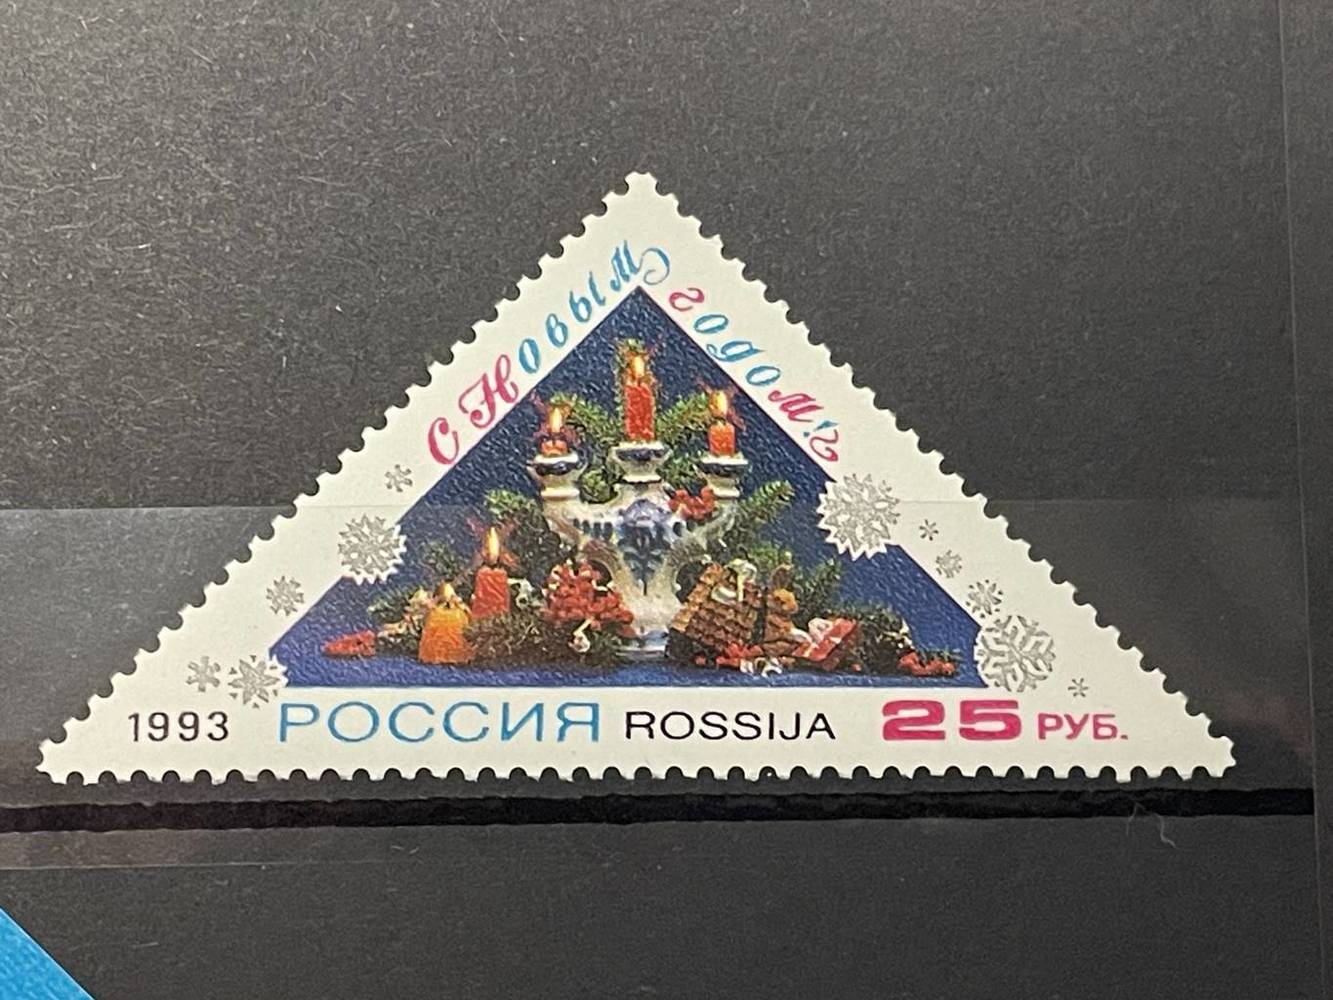 С Новым
годом!
1993 РОССИЯ ROSSIJA 25 РУБ.